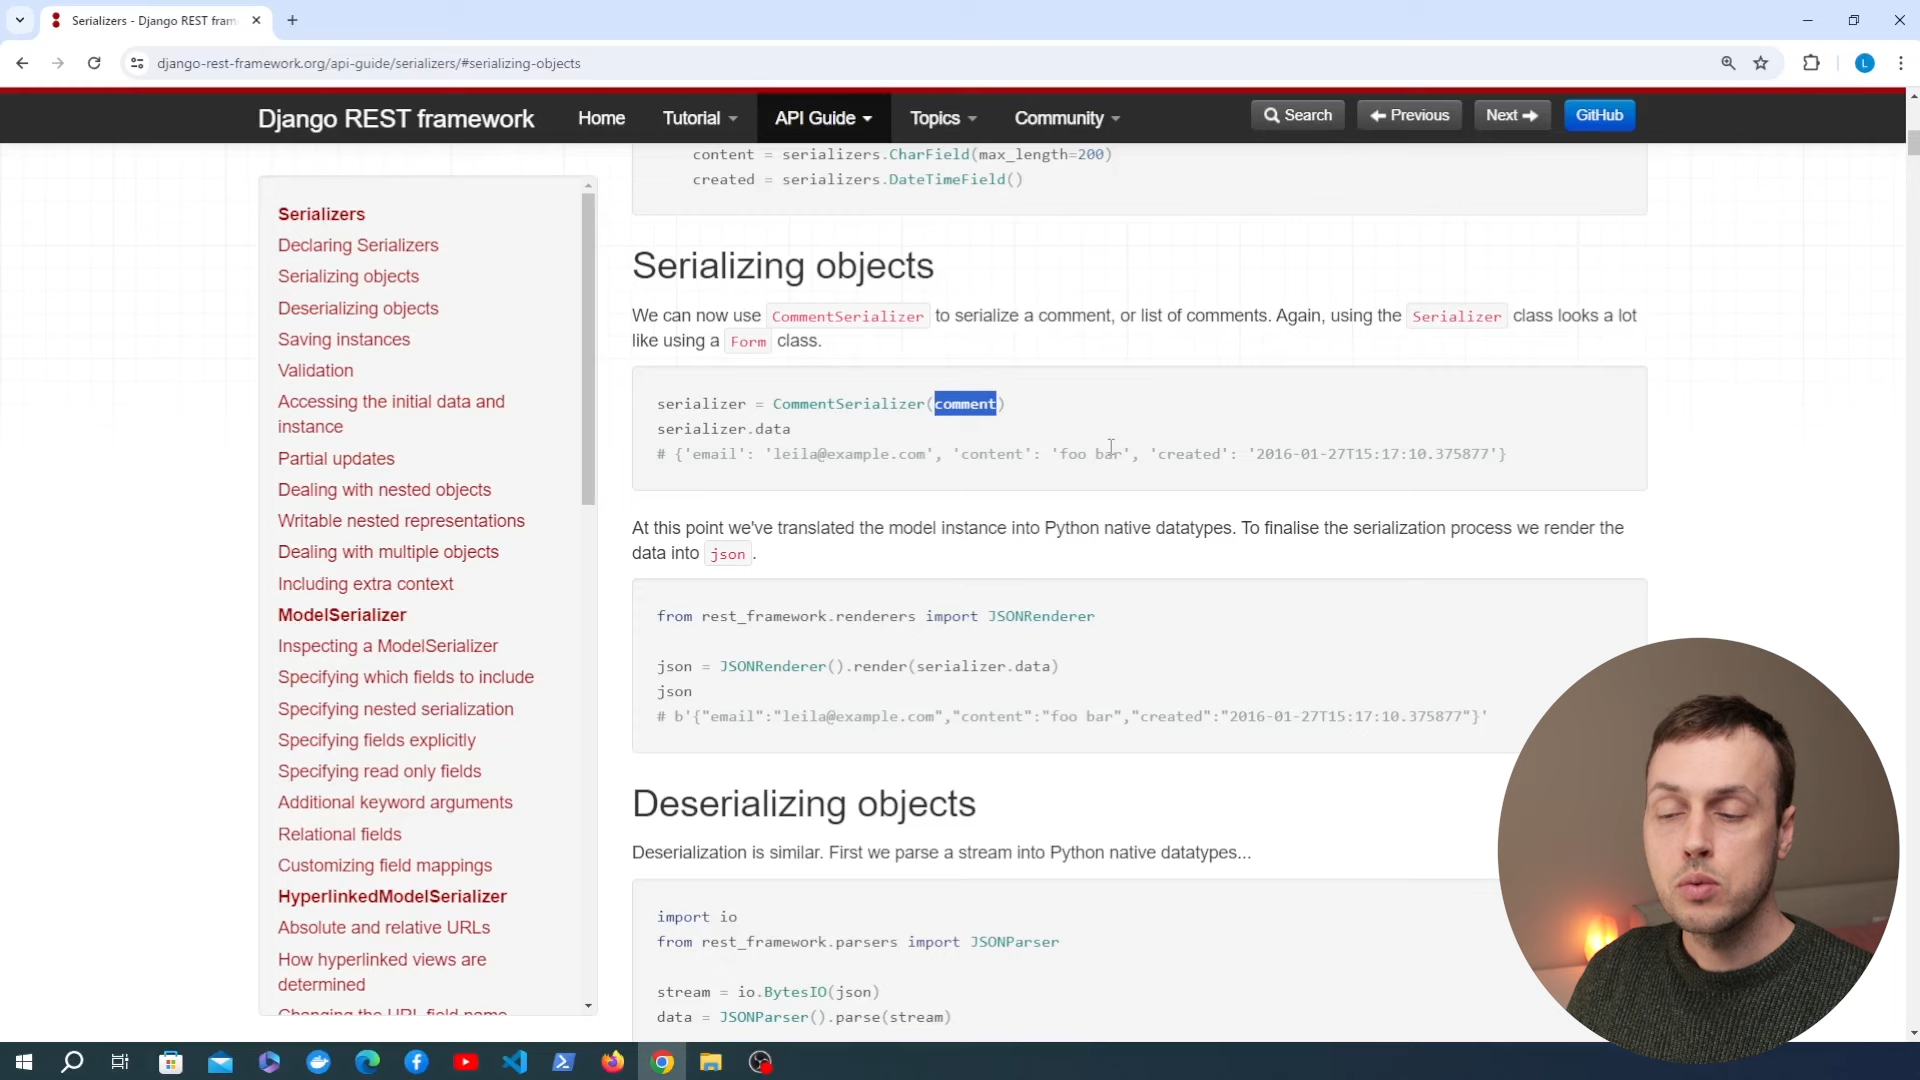 Serializers - Django REST fram
django-rest-framework.org/api-guide/serializers/#serializing-objects
L
Django REST framework
Home
Tutorial
API Guide
Topics
Community
Search
Previous
Next
GitHub
Serializers
Declaring Serializers
Serializing objects
Deserializing objects
Saving instances
Validation
Accessing the initial data and
instance
Partial updates
Dealing with nested objects
Writable nested representations
Dealing with multiple objects
Including extra context
ModelSerializer
Inspecting a ModelSerializer
Specifying which fields to include
Specifying nested serialization
Specifying fields explicitly
Specifying read only fields
Additional keyword arguments
Relational fields
Customizing field mappings
HyperlinkedModelSerializer
Absolute and relative URLs
How hyperlinked views are
determined
Changing the URL field name
content = serializers.CharField(max_length=200)
created = serializers.DateTimeField()
Serializing objects
We can now use CommentSerializer to serialize a comment, or list of comments. Again, using the Serializer class looks a lot
like using a Form class.
serializer = CommentSerializer(comment)
serializer.data
# {'email': 'leila@example.com', 'content': 'foo bar', 'created': '2016-01-27T15:17:10.375877'}
At this point we've translated the model instance into Python native datatypes. To finalise the serialization process we render the
data into json.
from rest_framework.renderers import JSONRenderer
json = JSONRenderer().render(serializer.data)
json
# b'{"email":"leila@example.com","content":"foo bar","created":"2016-01-27T15:17:10.375877"}'
Deserializing objects
Deserialization is similar. First we parse a stream into Python native datatypes...
import io
from rest_framework.parsers import JSONParser
stream = io.BytesIO(json)
data = JSONParser().parse(stream)